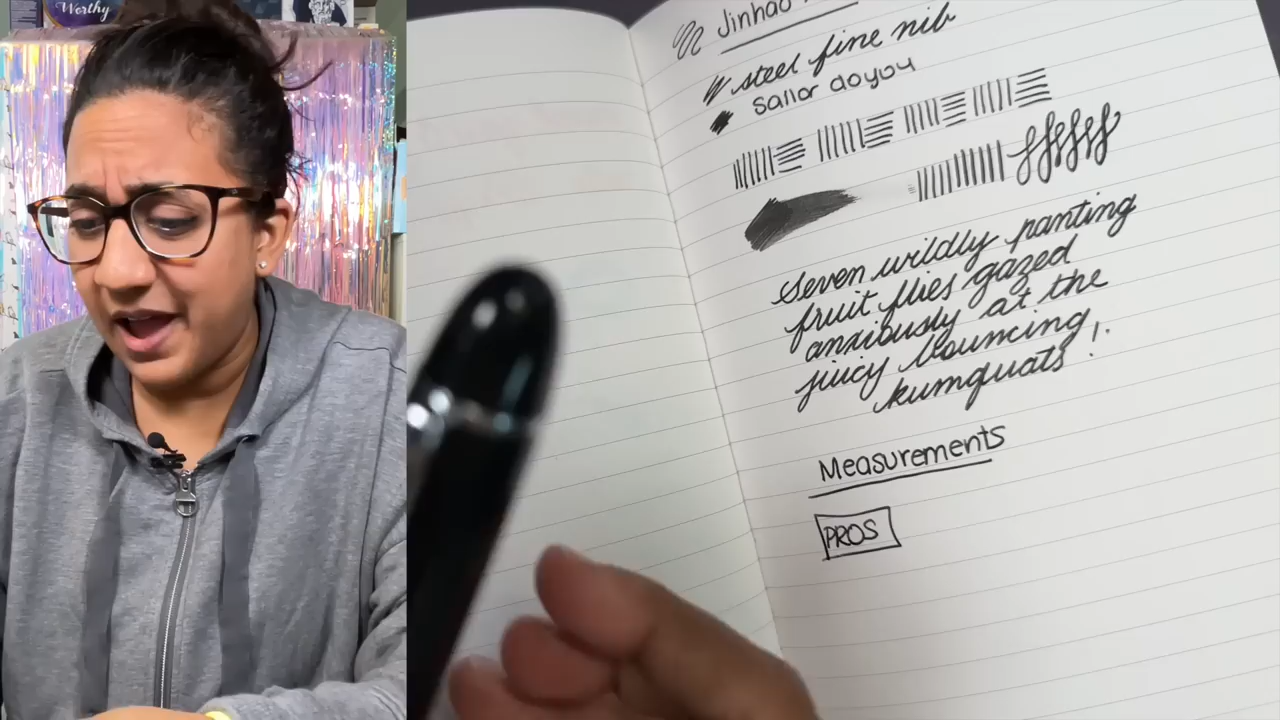 Worthy
Jinhao
steel fine nib
Sailor doyou
seven wildly panting
fruit flies gazed
anxiously at the
juicy bouncing
kumquats!
Measurements
PROS